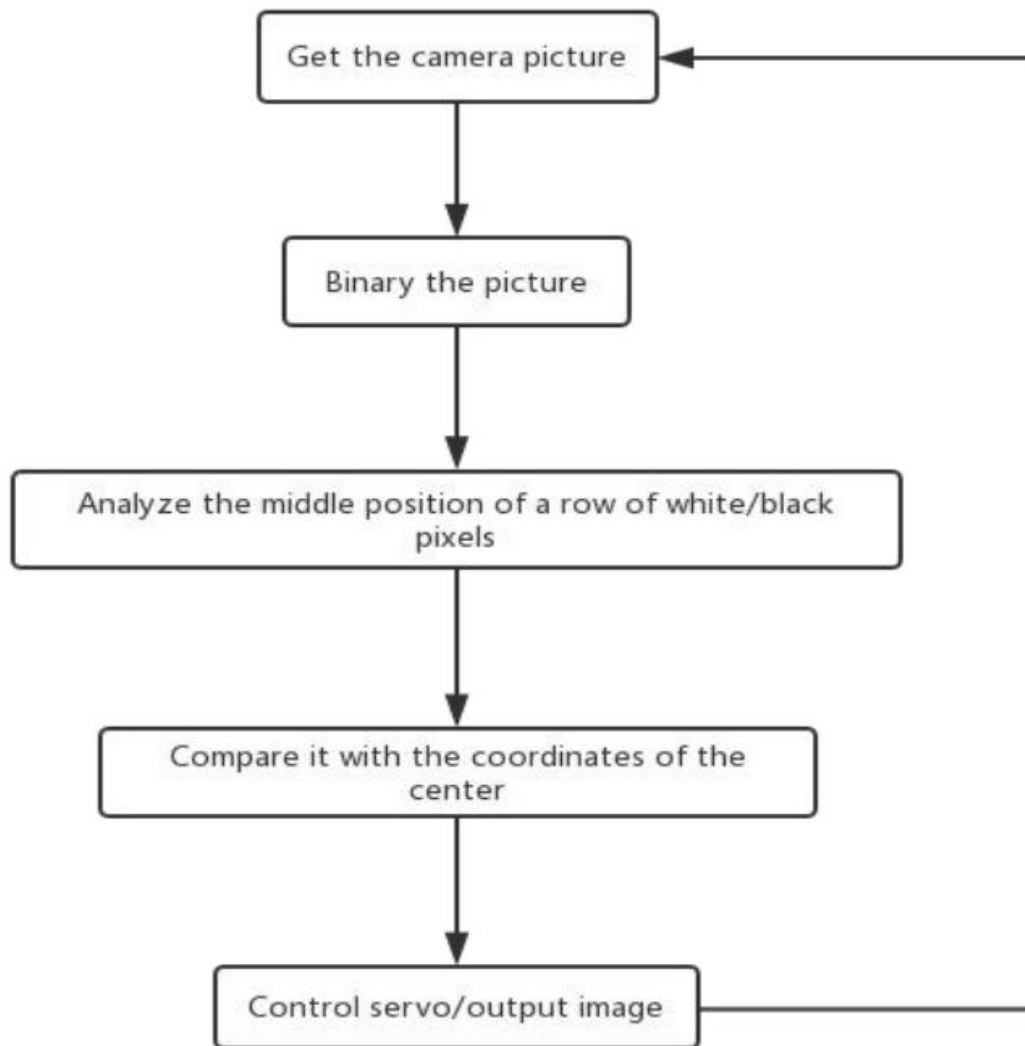 Get the camera picture
Binary the picture
Analyze the middle position of a row of white/black
pixels
Compare it with the coordinates of the
center
Control servo/output image